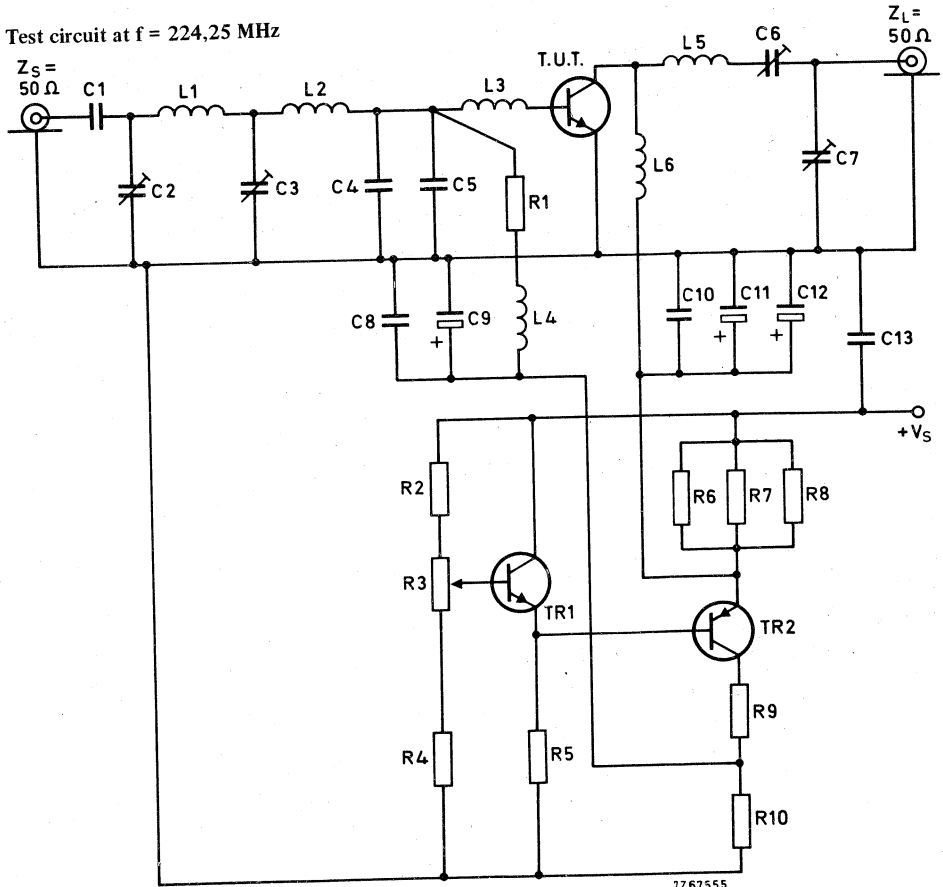 Test circuit at f = 224,25 MHz
Z_S =
50 Ω
C1
L1
L2
L3
T.U.T.
L5
C6
Z_L =
50 Ω
C2
C3
C4
C5
R1
L6
C7
C8
C9
+
L4
C10
C11
+
C12
+
C13
+V_S
R2
R6
R7
R8
R3
TR1
TR2
R9
R4
R5
R10
7Z67555